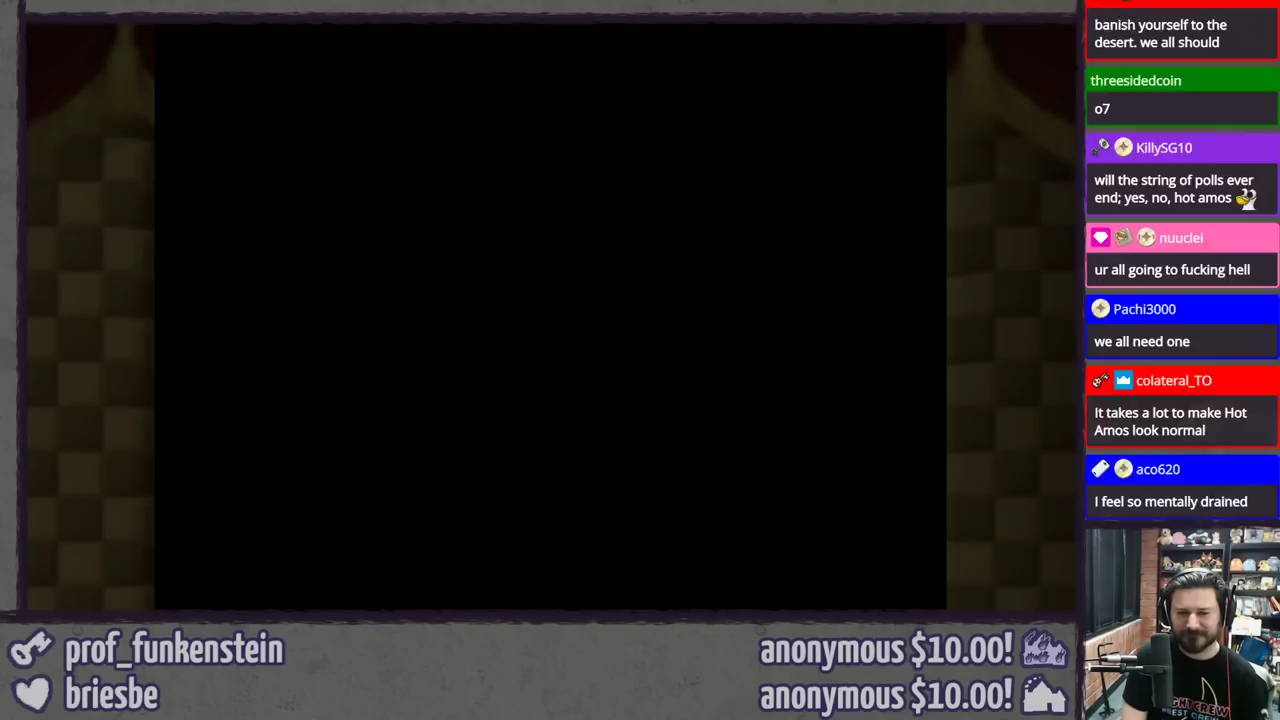 banish yourself to the
desert. we all should
threesidedcoin
o7
KillySG10
will the string of polls ever
end; yes, no, hot amos
nuuclei
ur all going to fucking hell
Pachi3000
we all need one
colateral_TO
It takes a lot to make Hot
Amos look normal
aco620
I feel so mentally drained
prof_funkenstein
briesbe
anonymous $10.00!
anonymous $10.00!